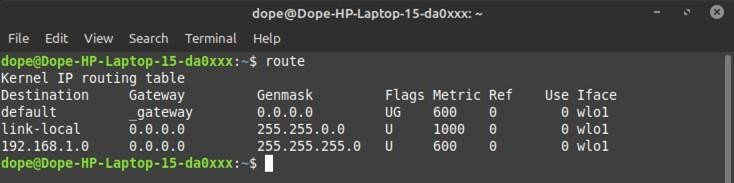 dope@Dope-HP-Laptop-15-da0xxx: ~
File Edit View Search Terminal Help
dope@Dope-HP-Laptop-15-da0xxx:~$ route
Kernel IP routing table
Destination     Gateway         Genmask         Flags Metric Ref    Use Iface
default         _gateway        0.0.0.0         UG    600    0        0 wlo1
link-local      0.0.0.0         255.255.0.0     U     1000   0        0 wlo1
192.168.1.0     0.0.0.0         255.255.255.0   U     600    0        0 wlo1
dope@Dope-HP-Laptop-15-da0xxx:~$